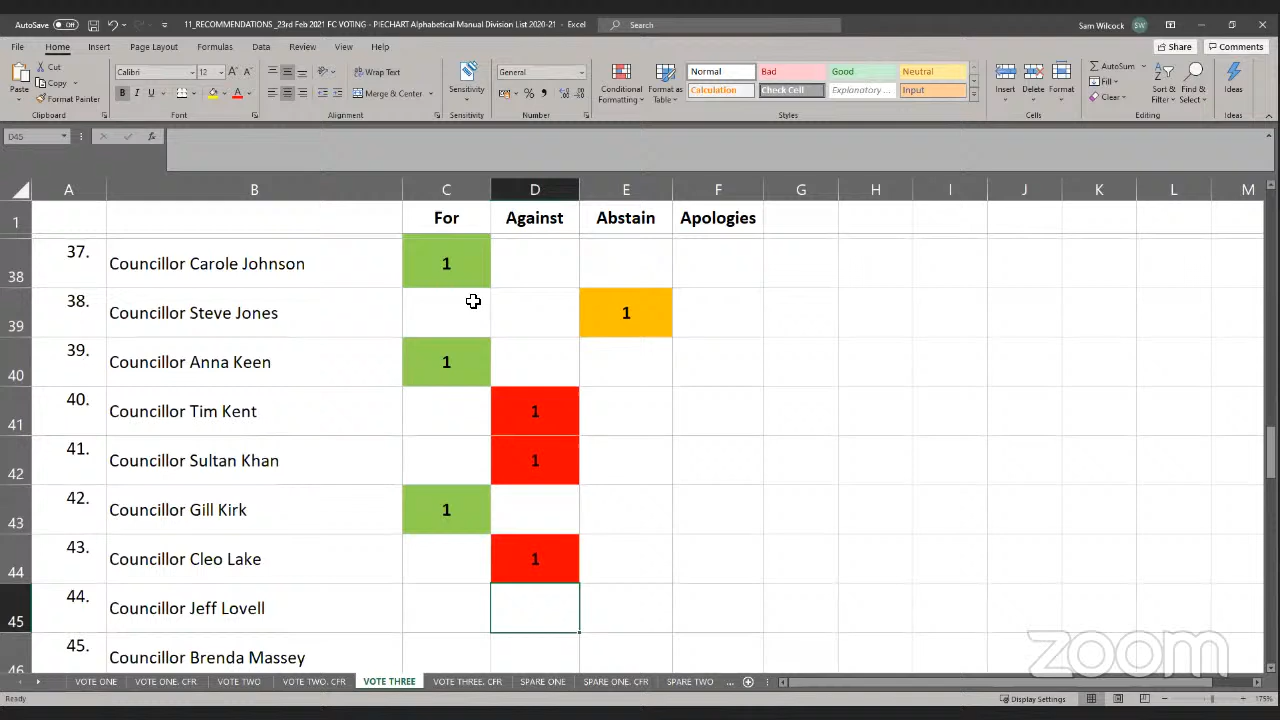 AutoSave Off 11_RECOMMENDATIONS_23rd Feb 2021 FC VOTING - PIECHART Alphabetical Manual Division List 2020-21 - Excel Search Sam Wilcock SW
File Home Insert Page Layout Formulas Data Review View Help Share Comments
Paste Cut Copy Format Painter Clipboard
Calibri 12 B I U Font
Wrap Text Merge & Center Alignment
Sensitivity Sensitivity
General % Number
Conditional Formatting Format as Table
Normal Bad Good Neutral
Calculation Check Cell Explanatory ... Input
Styles
Insert Delete Format Cells
AutoSum Fill Clear Sort & Filter Find & Select Editing
Ideas Ideas
D45 fx
A B C D E F G H I J K L M
1 For Against Abstain Apologies
38 37. Councillor Carole Johnson 1
39 38. Councillor Steve Jones 1
40 39. Councillor Anna Keen 1
41 40. Councillor Tim Kent 1
42 41. Councillor Sultan Khan 1
43 42. Councillor Gill Kirk 1
44 43. Councillor Cleo Lake 1
45 44. Councillor Jeff Lovell
46 45. Councillor Brenda Massey
zoom
VOTE ONE VOTE ONE. CFR VOTE TWO VOTE TWO. CFR VOTE THREE VOTE THREE. CFR SPARE ONE SPARE ONE. CFR SPARE TWO ...
Ready Display Settings 175%